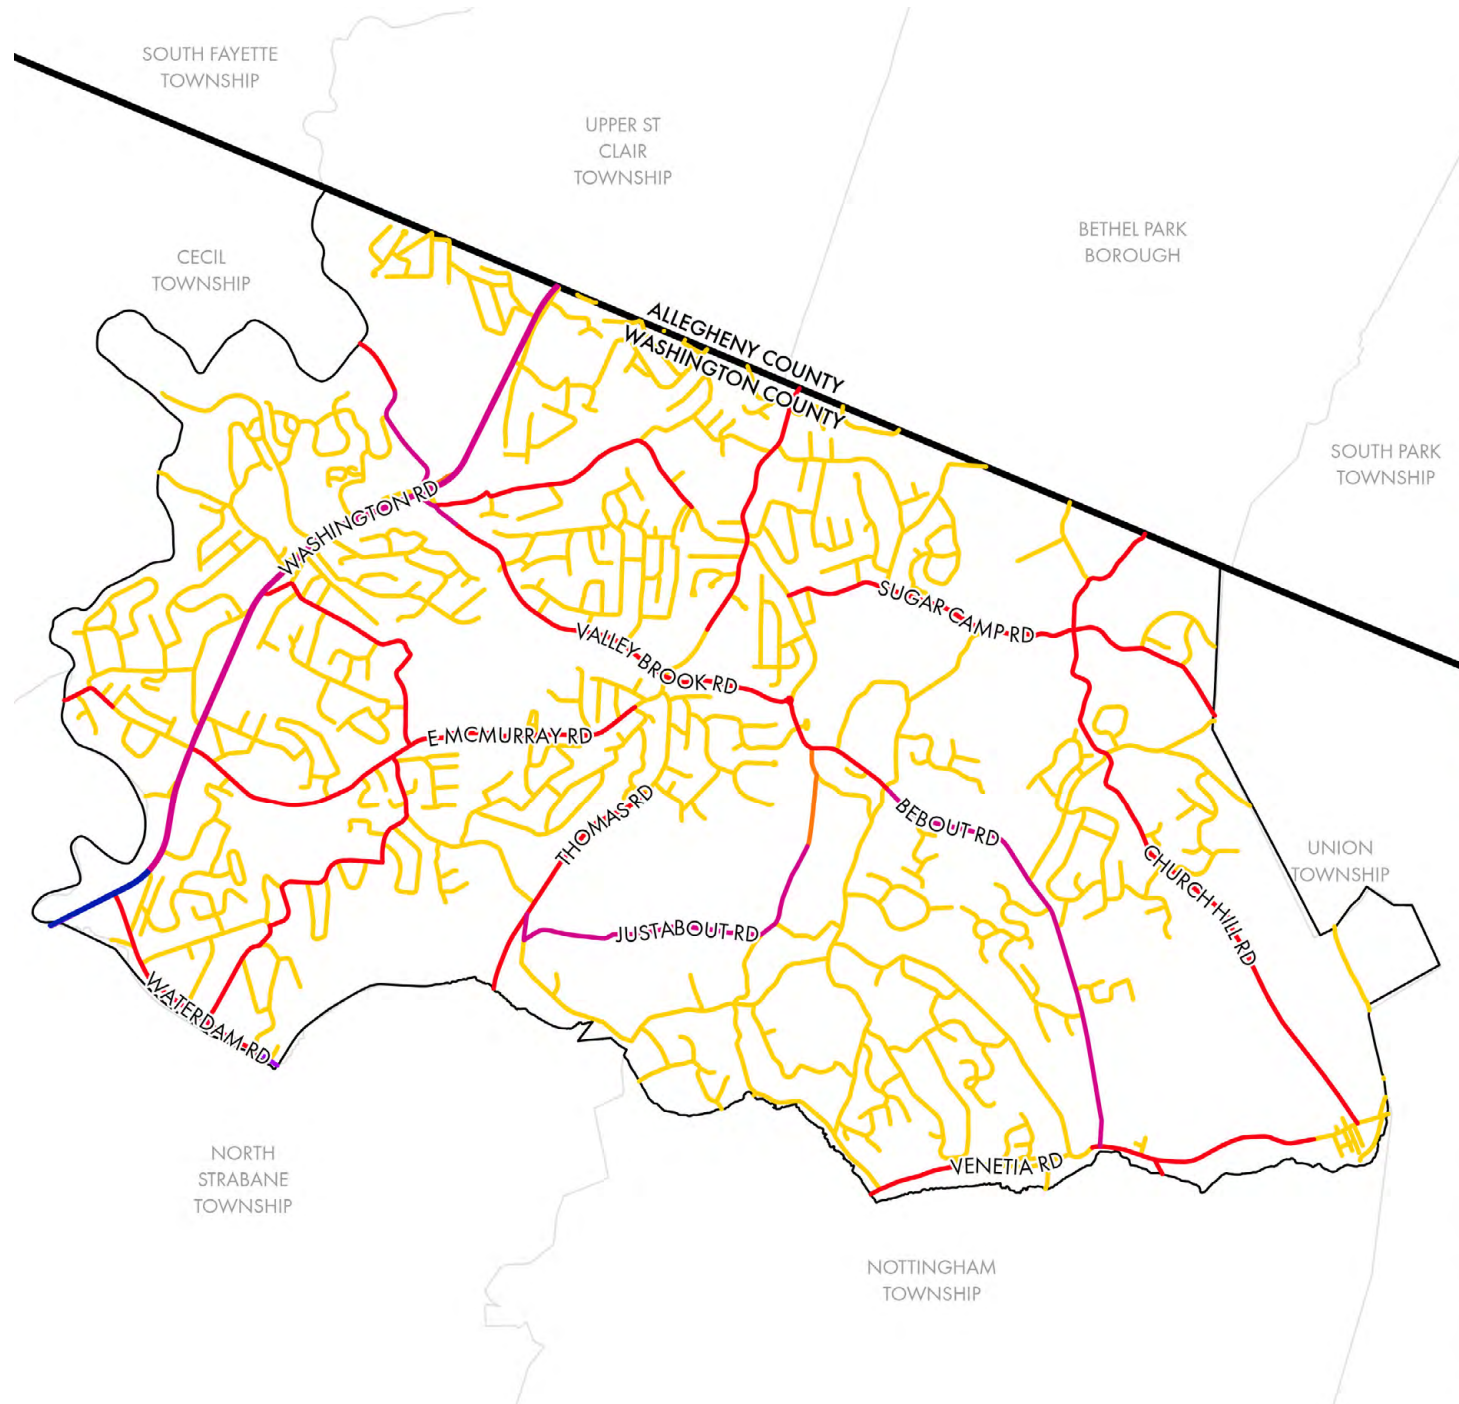 SOUTH FAYETTE
TOWNSHIP
UPPER ST
CLAIR
TOWNSHIP
BETHEL PARK
BOROUGH
CECIL
TOWNSHIP
ALLEGHENY COUNTY
WASHINGTON COUNTY
SOUTH PARK
TOWNSHIP
WASHINGTON RD
SUGAR CAMP RD
VALLEY BROOK RD
E MCMURRAY RD
THOMAS RD
BEBOUT RD
CHURCH HILL RD
UNION
TOWNSHIP
JUSTABOUT RD
WATERDAM RD
VENETIA RD
NORTH
STRABANE
TOWNSHIP
NOTTINGHAM
TOWNSHIP